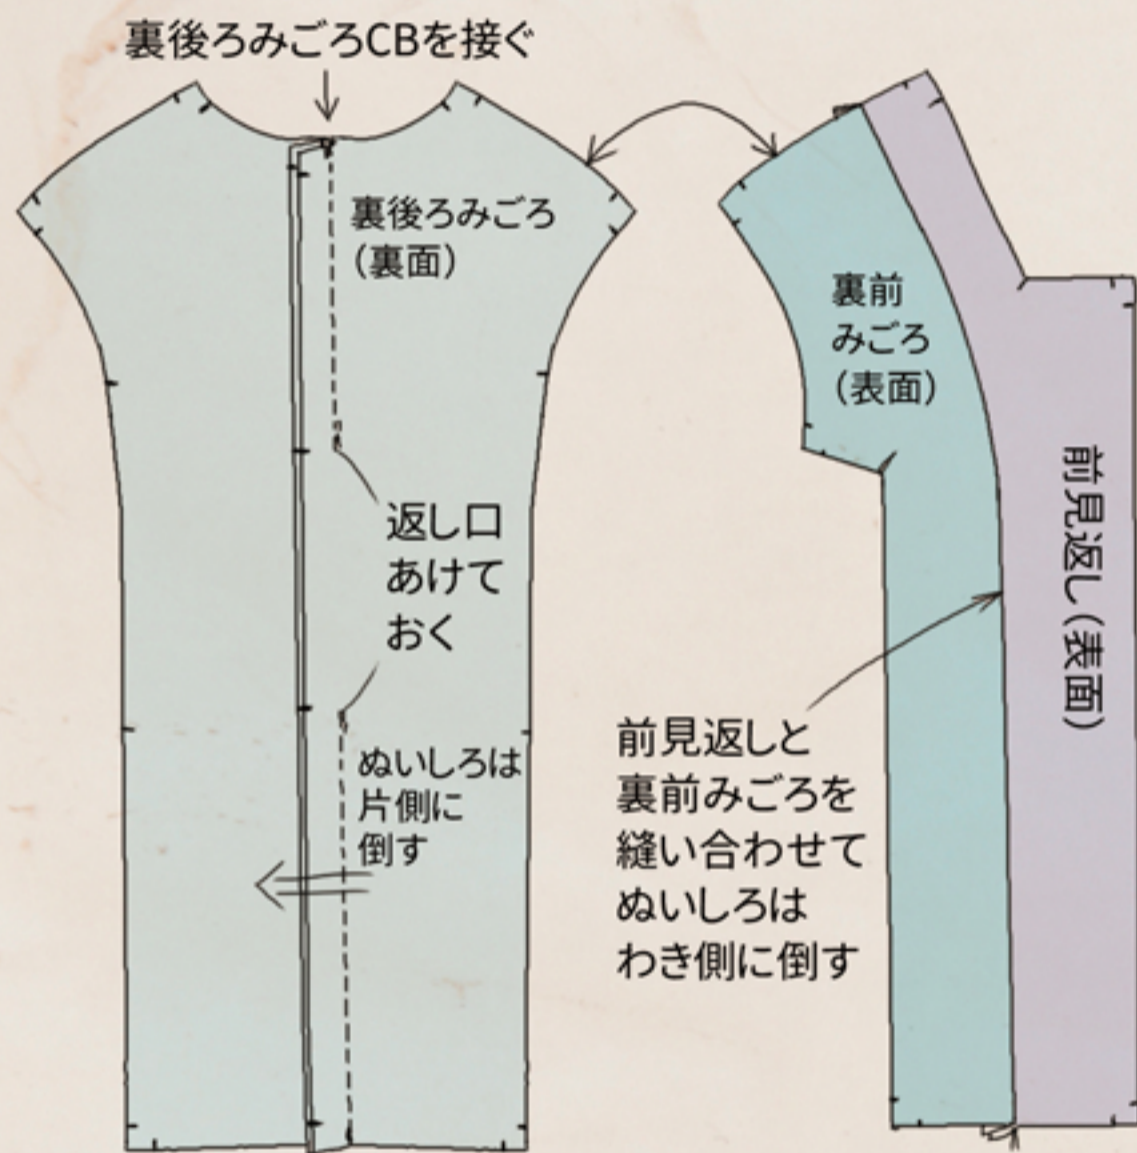 裏後ろみごろCBを接ぐ
裏後ろみごろ
（裏面）
返し口
あけて
おく
ぬいしろは
片側に
倒す
裏前
みごろ
（表面）
前見返し（表面）
前見返しと
裏前みごろを
縫い合わせて
ぬいしろは
わき側に倒す